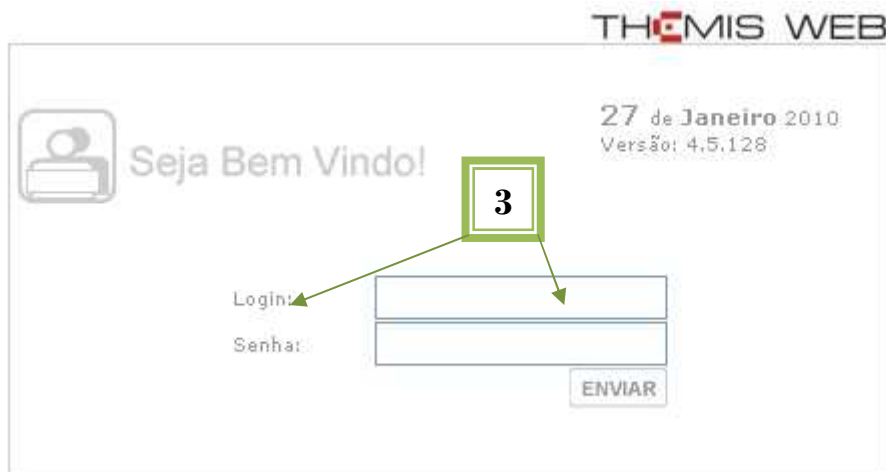 THEMIS WEB
27 de Janeiro 2010
Versão: 4.5.128
Seja Bem Vindo!
3
Login:
Senha:
ENVIAR